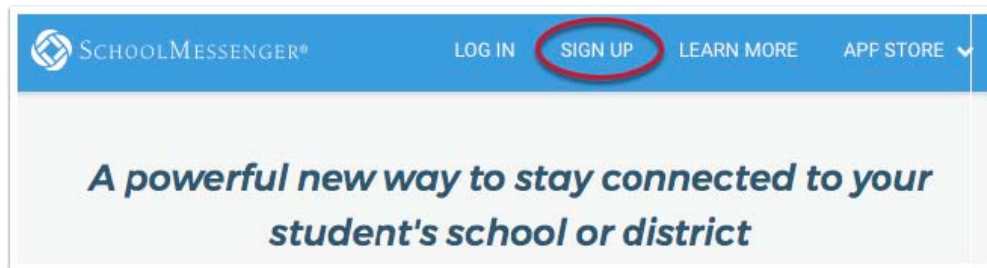 SCHOOLMESSENGER® LOG IN SIGN UP LEARN MORE APP STORE
A powerful new way to stay connected to your
student's school or district